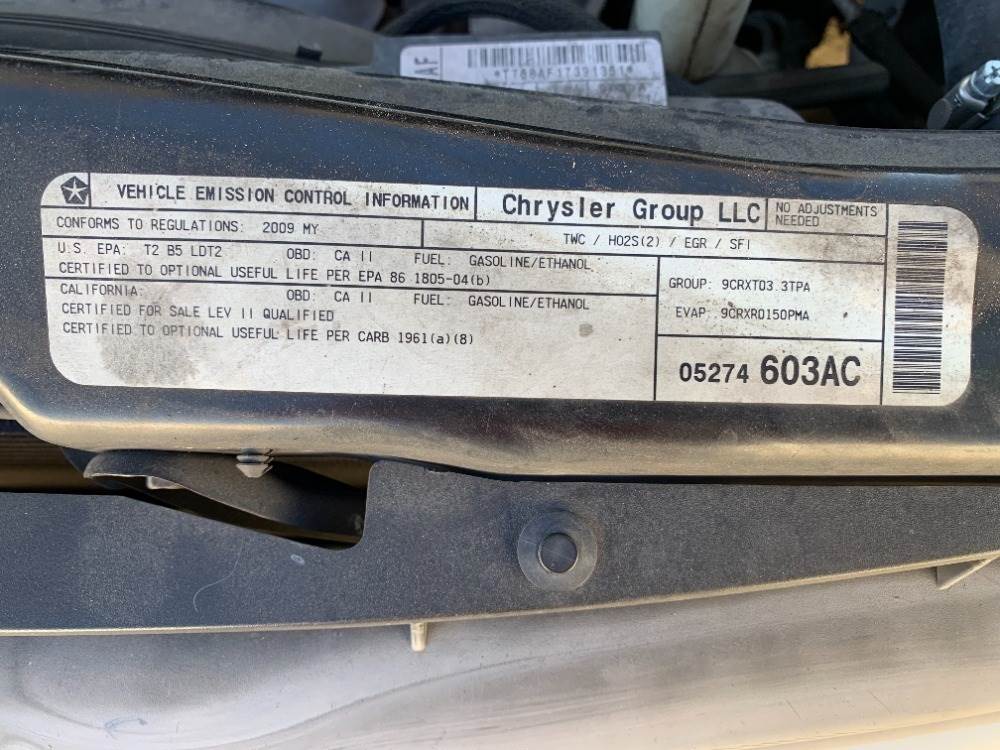 AF
*T768AF1739136*
VEHICLE EMISSION CONTROL INFORMATION
Chrysler Group LLC
NO ADJUSTMENTS
NEEDED
CONFORMS TO REGULATIONS: 2009 MY
TWC / HO2S(2) / EGR / SFI
U.S. EPA: T2 B5 LDT2 OBD: CA II FUEL: GASOLINE/ETHANOL
CERTIFIED TO OPTIONAL USEFUL LIFE PER EPA 86 1805-04(b)
CALIFORNIA: OBD: CA II FUEL: GASOLINE/ETHANOL
CERTIFIED FOR SALE LEV II QUALIFIED
CERTIFIED TO OPTIONAL USEFUL LIFE PER CARB 1961(a)(8)
GROUP: 9CRXT03.3TPA
EVAP: 9CRXR0150PMA
05274 603AC